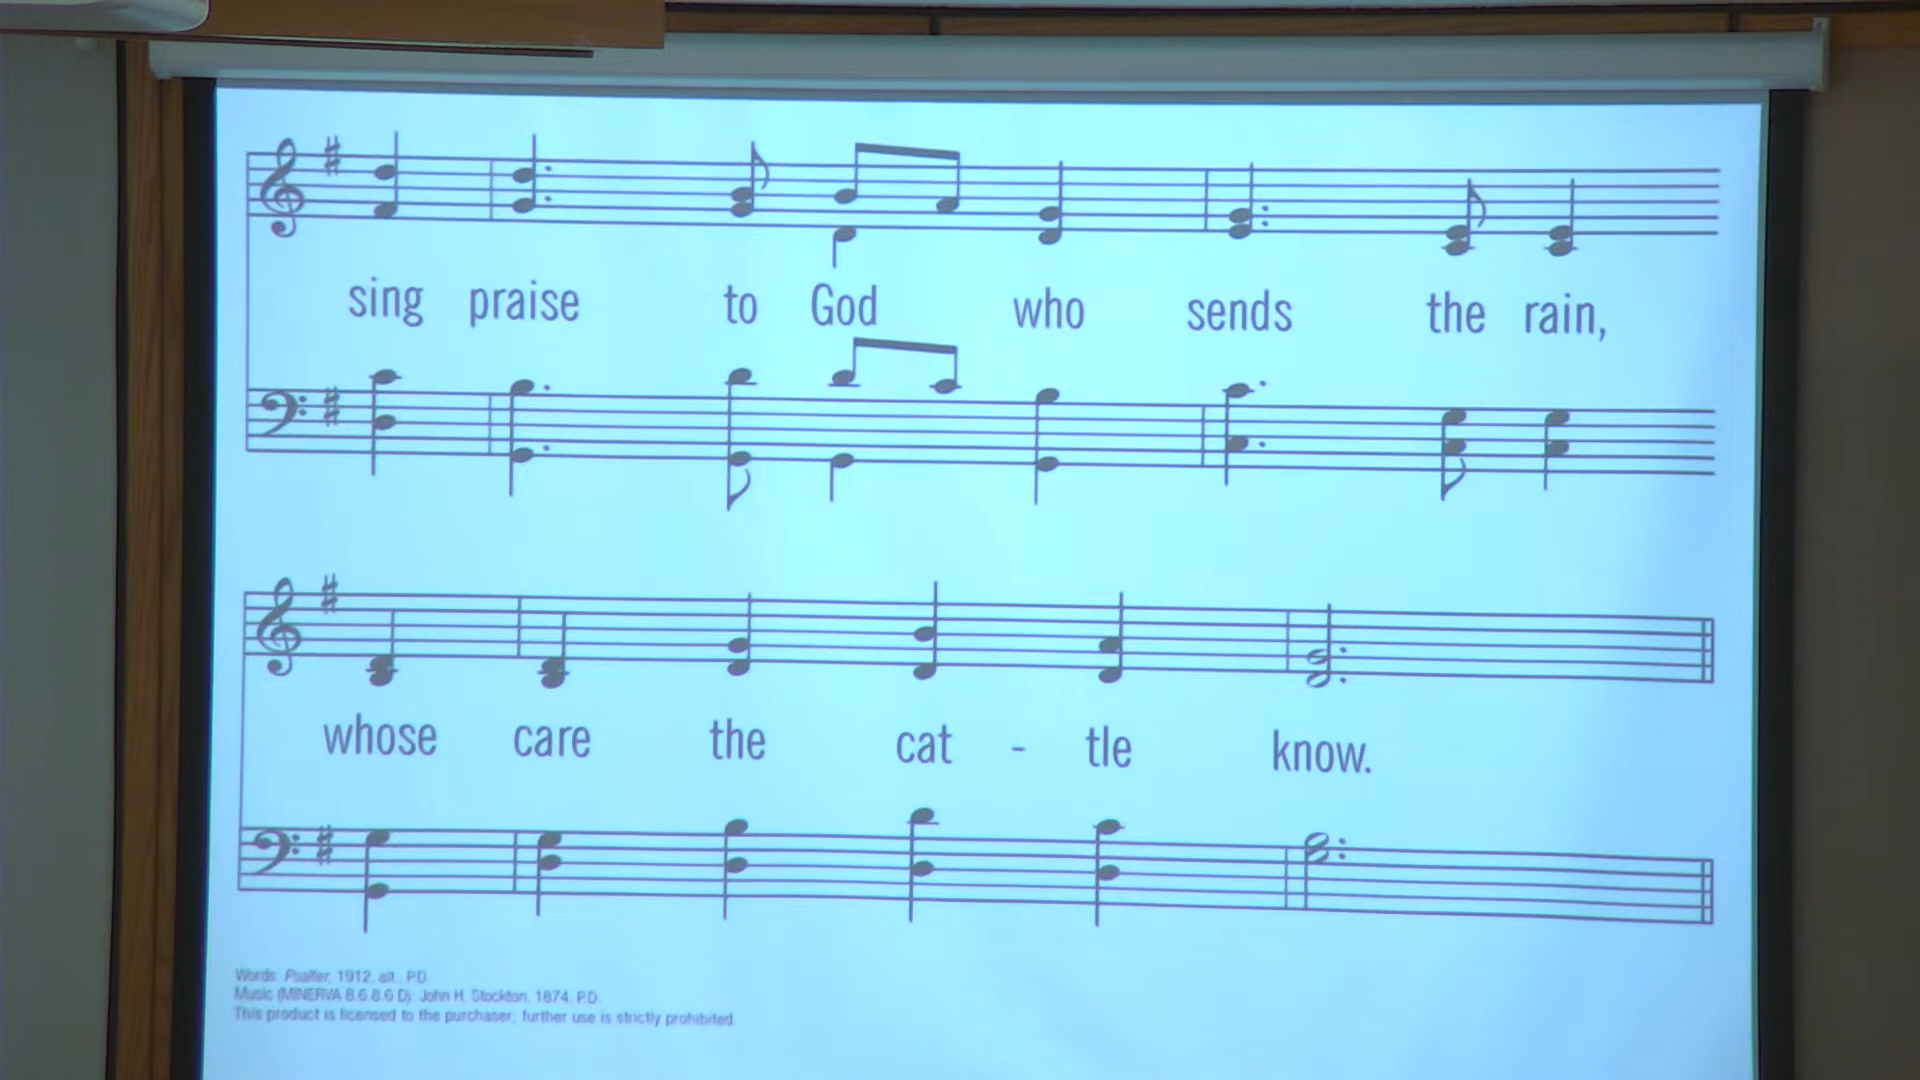 sing praise to God who sends the rain,
whose care the cat - tle know.
Words: Psalter, 1912, alt., P.D.
Music (MINERVA 8.6.8.6 D): John H. Stockton, 1874, P.D.
This product is licensed to the purchaser; further use is strictly prohibited.